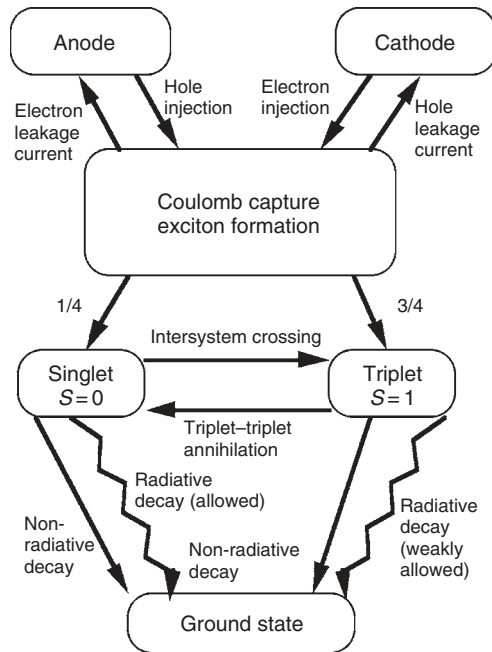 Anode
Cathode
Hole
injection
Electron
injection
Electron
leakage
current
Hole
leakage
current
Coulomb capture
exciton formation
1/4
3/4
Intersystem crossing
Singlet
S = 0
Triplet
S = 1
Triplet–triplet
annihilation
Radiative
decay (allowed)
Radiative
decay
(weakly
allowed)
Non-
radiative
decay
Non-radiative
decay
Ground state